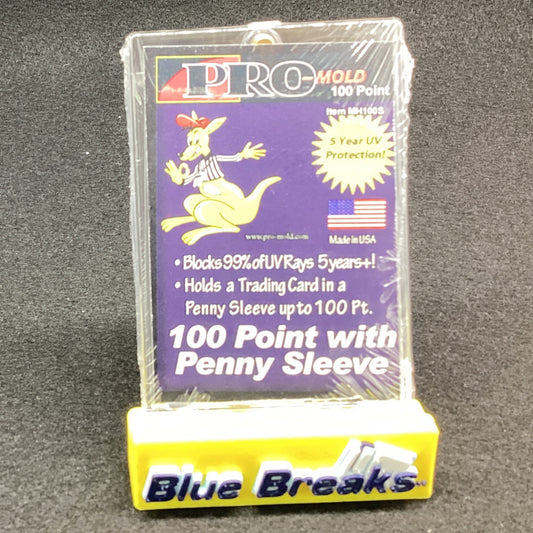 PRO-MOLD
100 Point
Item MH100S
5 Year UV
Protection!
www.pro-mold.com
Made in USA
• Blocks 99% of UV Rays 5 years+!
• Holds a Trading Card in a
Penny Sleeve up to 100 Pt.
100 Point with
Penny Sleeve
Blue Breaks